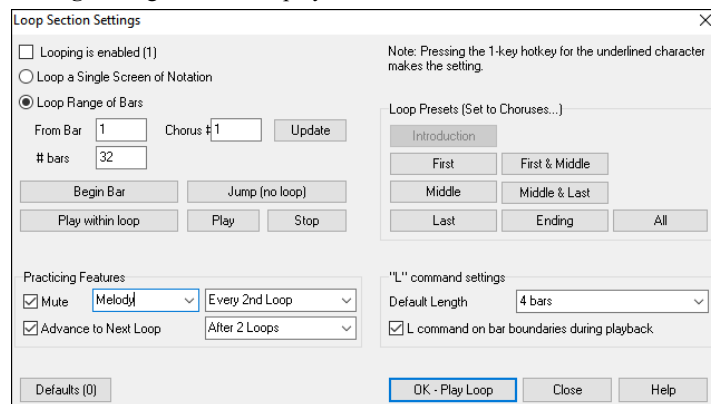 Loop Section Settings
Looping is enabled (1)
Loop a Single Screen of Notation
Loop Range of Bars
From Bar 1 Chorus # 1 Update
# bars 32
Begin Bar Jump (no loop)
Play within loop Play Stop
Note: Pressing the 1-key hotkey for the underlined character
makes the setting.
Loop Presets (Set to Choruses...)
Introduction
First First & Middle
Middle Middle & Last
Last Ending All
Practicing Features
Mute Melody Every 2nd Loop
Advance to Next Loop After 2 Loops
"L" command settings
Default Length 4 bars
L command on bar boundaries during playback
Defaults (0) OK - Play Loop Close Help